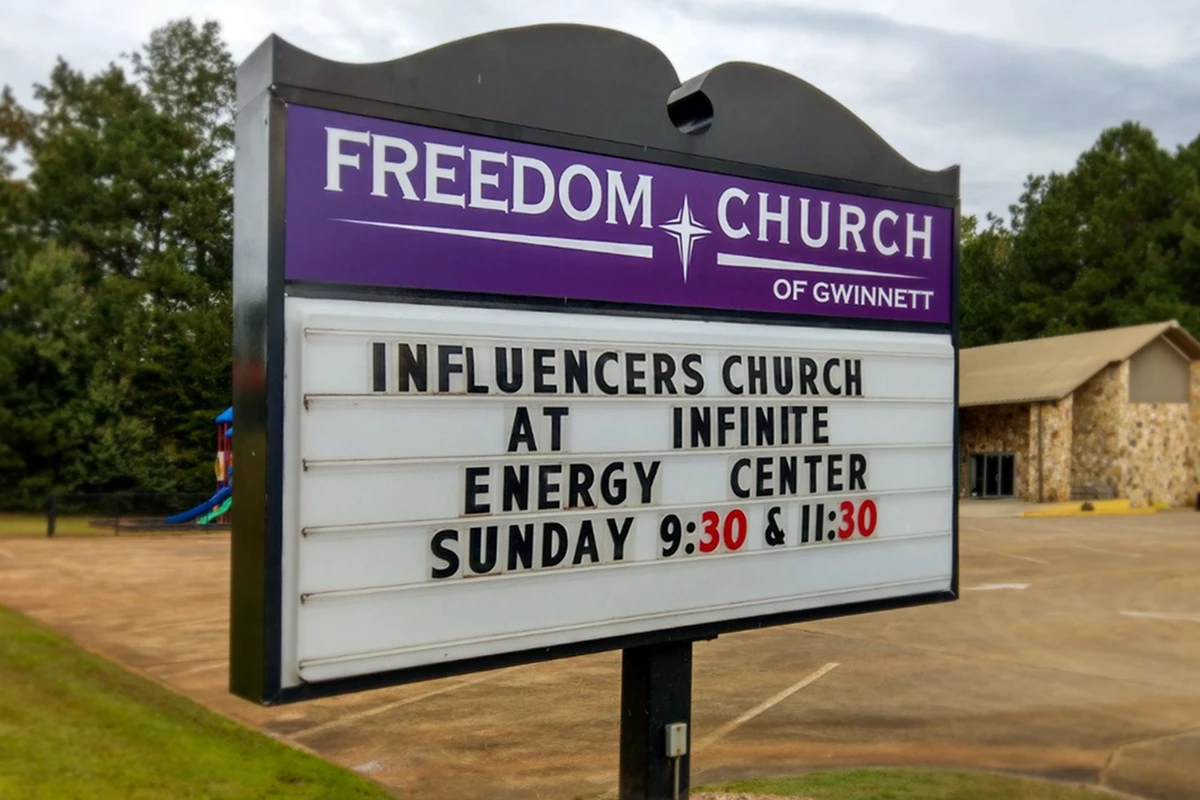 FREEDOM CHURCH
OF GWINNETT
INFLUENCERS CHURCH
AT INFINITE
ENERGY CENTER
SUNDAY 9:30 & 11:30